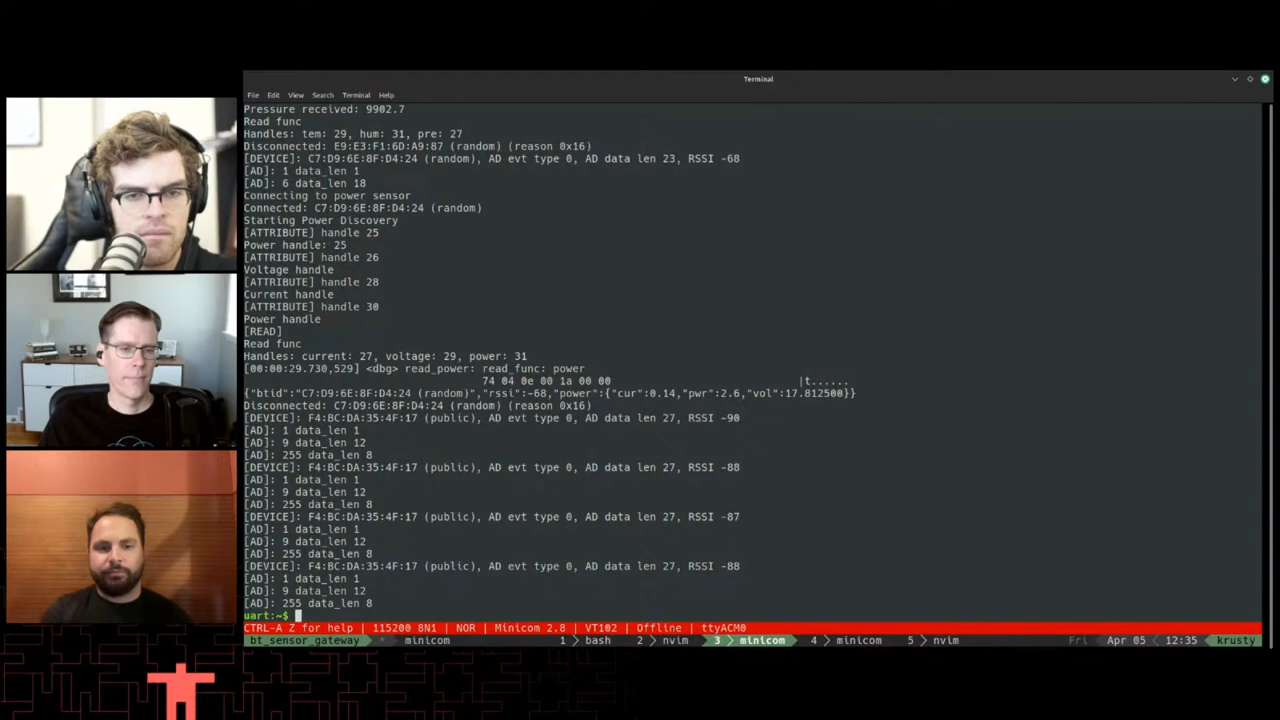 Terminal
File Edit View Search Terminal Help
Pressure received: 9902.7
Read func
Handles: tem: 29, hum: 31, pre: 27
Disconnected: E9:E3:F1:6D:A9:87 (random) (reason 0x16)
[DEVICE]: C7:D9:6E:8F:D4:24 (random), AD evt type 0, AD data len 23, RSSI -68
[AD]: 1 data_len 1
[AD]: 6 data_len 18
Connecting to power sensor
Connected: C7:D9:6E:8F:D4:24 (random)
Starting Power Discovery
[ATTRIBUTE] handle 25
Power handle: 25
[ATTRIBUTE] handle 26
Voltage handle
[ATTRIBUTE] handle 28
Current handle
[ATTRIBUTE] handle 30
Power handle
[READ]
Read func
Handles: current: 27, voltage: 29, power: 31
[00:00:29.730,529] <dbg> read_power: read_func: power
74 04 0e 00 1a 00 00 |t......
{"btid":"C7:D9:6E:8F:D4:24 (random)","rssi":-68,"power":{"cur":0.14,"pwr":2.6,"vol":17.812500}}
Disconnected: C7:D9:6E:8F:D4:24 (random) (reason 0x16)
[DEVICE]: F4:BC:DA:35:4F:17 (public), AD evt type 0, AD data len 27, RSSI -90
[AD]: 1 data_len 1
[AD]: 9 data_len 12
[AD]: 255 data_len 8
[DEVICE]: F4:BC:DA:35:4F:17 (public), AD evt type 0, AD data len 27, RSSI -88
[AD]: 1 data_len 1
[AD]: 9 data_len 12
[AD]: 255 data_len 8
[DEVICE]: F4:BC:DA:35:4F:17 (public), AD evt type 0, AD data len 27, RSSI -87
[AD]: 1 data_len 1
[AD]: 9 data_len 12
[AD]: 255 data_len 8
[DEVICE]: F4:BC:DA:35:4F:17 (public), AD evt type 0, AD data len 27, RSSI -88
[AD]: 1 data_len 1
[AD]: 9 data_len 12
[AD]: 255 data_len 8
uart:~$
CTRL-A Z for help | 115200 8N1 | NOR | Minicom 2.8 | VT102 | Offline | ttyACM0
bt_sensor_gateway * minicom 1 bash 2 nvim 3 minicom 4 minicom 5 nvim Fri Apr 05 12:35 krusty